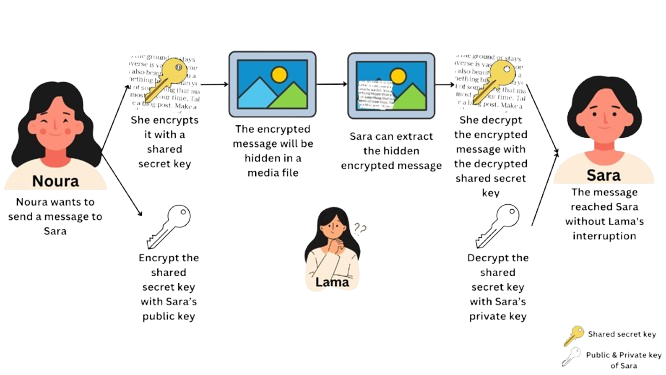 Noura
Noura wants to
send a message to
Sara
She encrypts
it with a
shared
secret key
Encrypt the
shared
secret key
with Sara's
public key
The encrypted
message will be
hidden in a
media file
Sara can extract
the hidden
encrypted message
??
Lama
She decrypt
the encrypted
message with
the decrypted
shared secret
key
Decrypt the
shared
secret key
with Sara's
private key
Sara
The message
reached Sara
without Lama's
interruption
Shared secret key
Public & Private key
of Sara